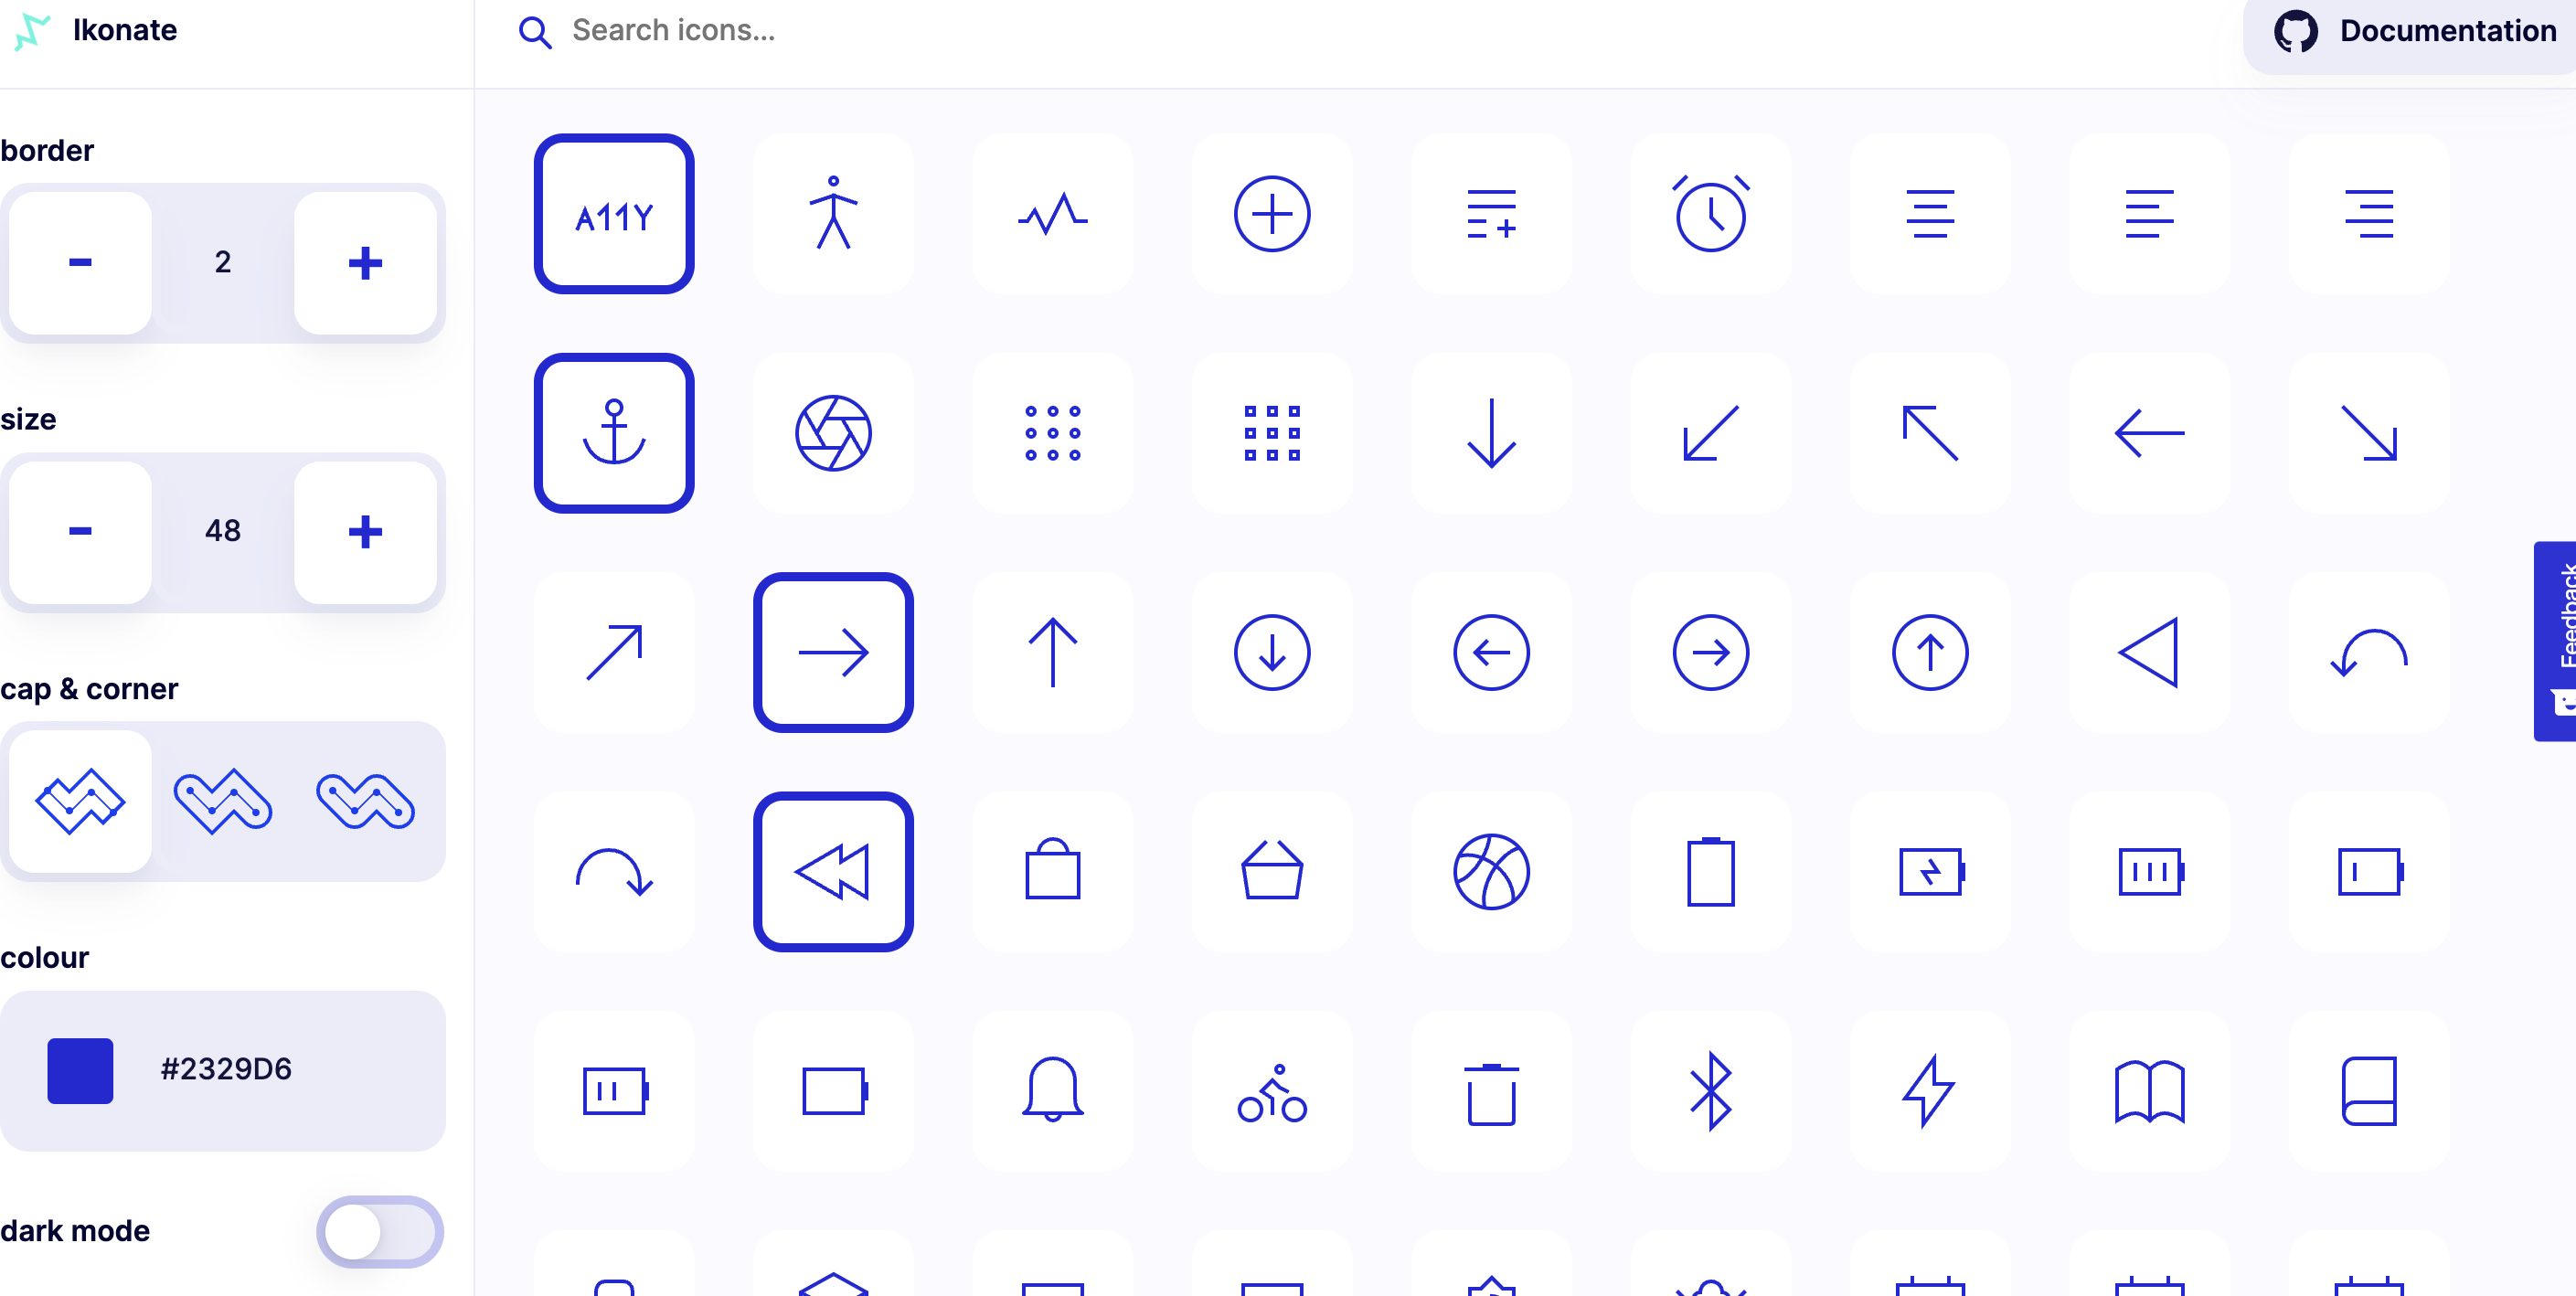 Ikonate
Search icons...
Documentation
border
- 2 +
size
- 48 +
cap & corner
colour
#2329D6
dark mode
A11Y
Feedback